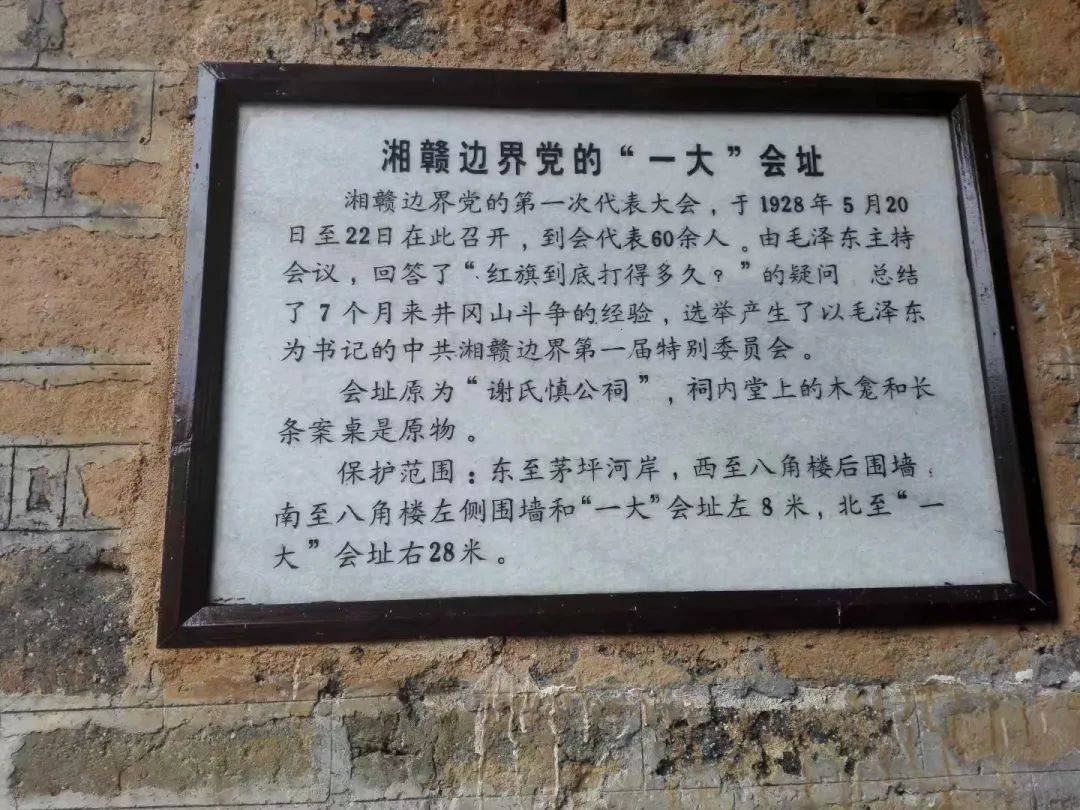 湘赣边界党的“一大”会址
湘赣边界党的第一次代表大会，于1928年5月20
日至22日在此召开，到会代表60余人。由毛泽东主持
会议，回答了“红旗到底打得多久？”的疑问 总结
了7个月来井冈山斗争的经验，选举产生了以毛泽东
为书记的中共湘赣边界第一届特别委员会。
会址原为“谢氏慎公祠”，祠内堂上的木龛和长
条案桌是原物。
保护范围：东至茅坪河岸，西至八角楼后围墙，
南至八角楼左侧围墙和“一大”会址左8米，北至“一
大”会址右28米。